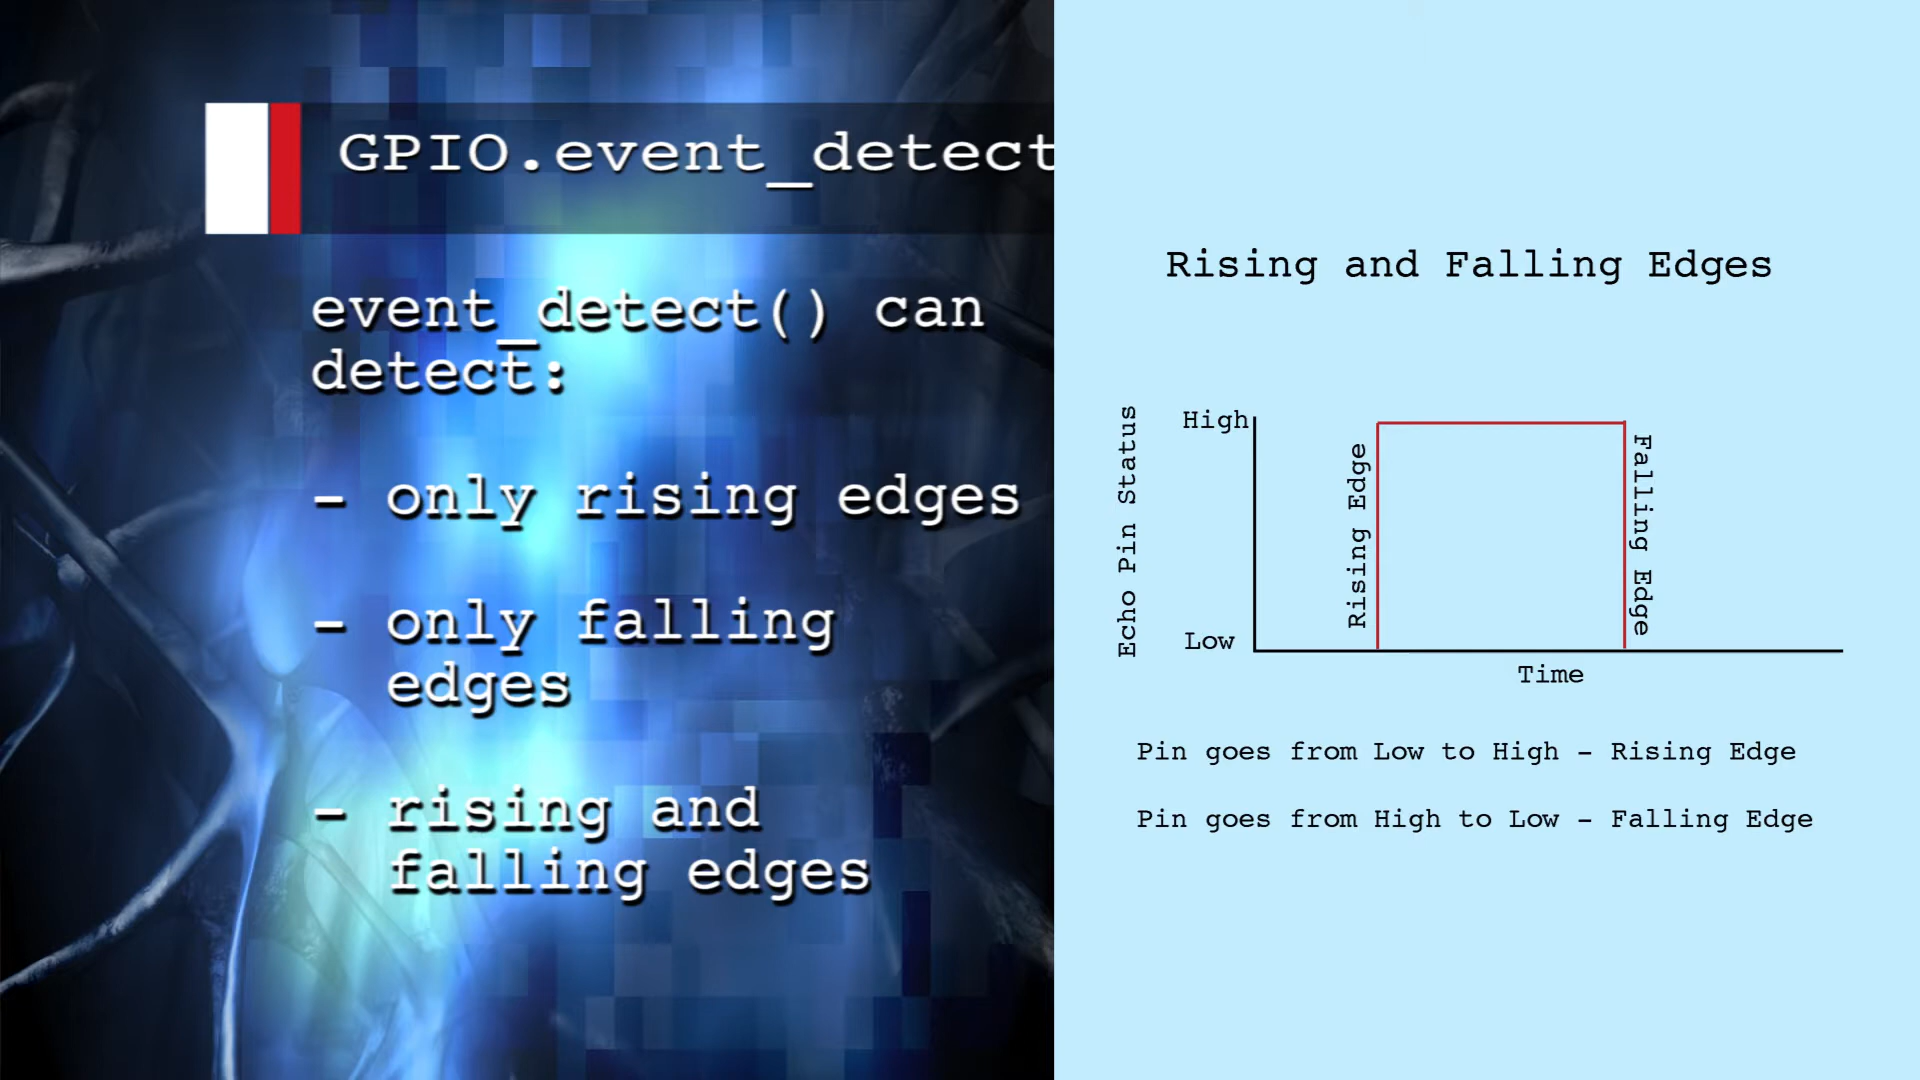 GPIO.event_detect
event_detect() can
detect:
- only rising edges
- only falling
edges
- rising and
falling edges
Rising and Falling Edges
Echo Pin Status
High
Low
Rising Edge
Falling Edge
Time
Pin goes from Low to High - Rising Edge
Pin goes from High to Low - Falling Edge